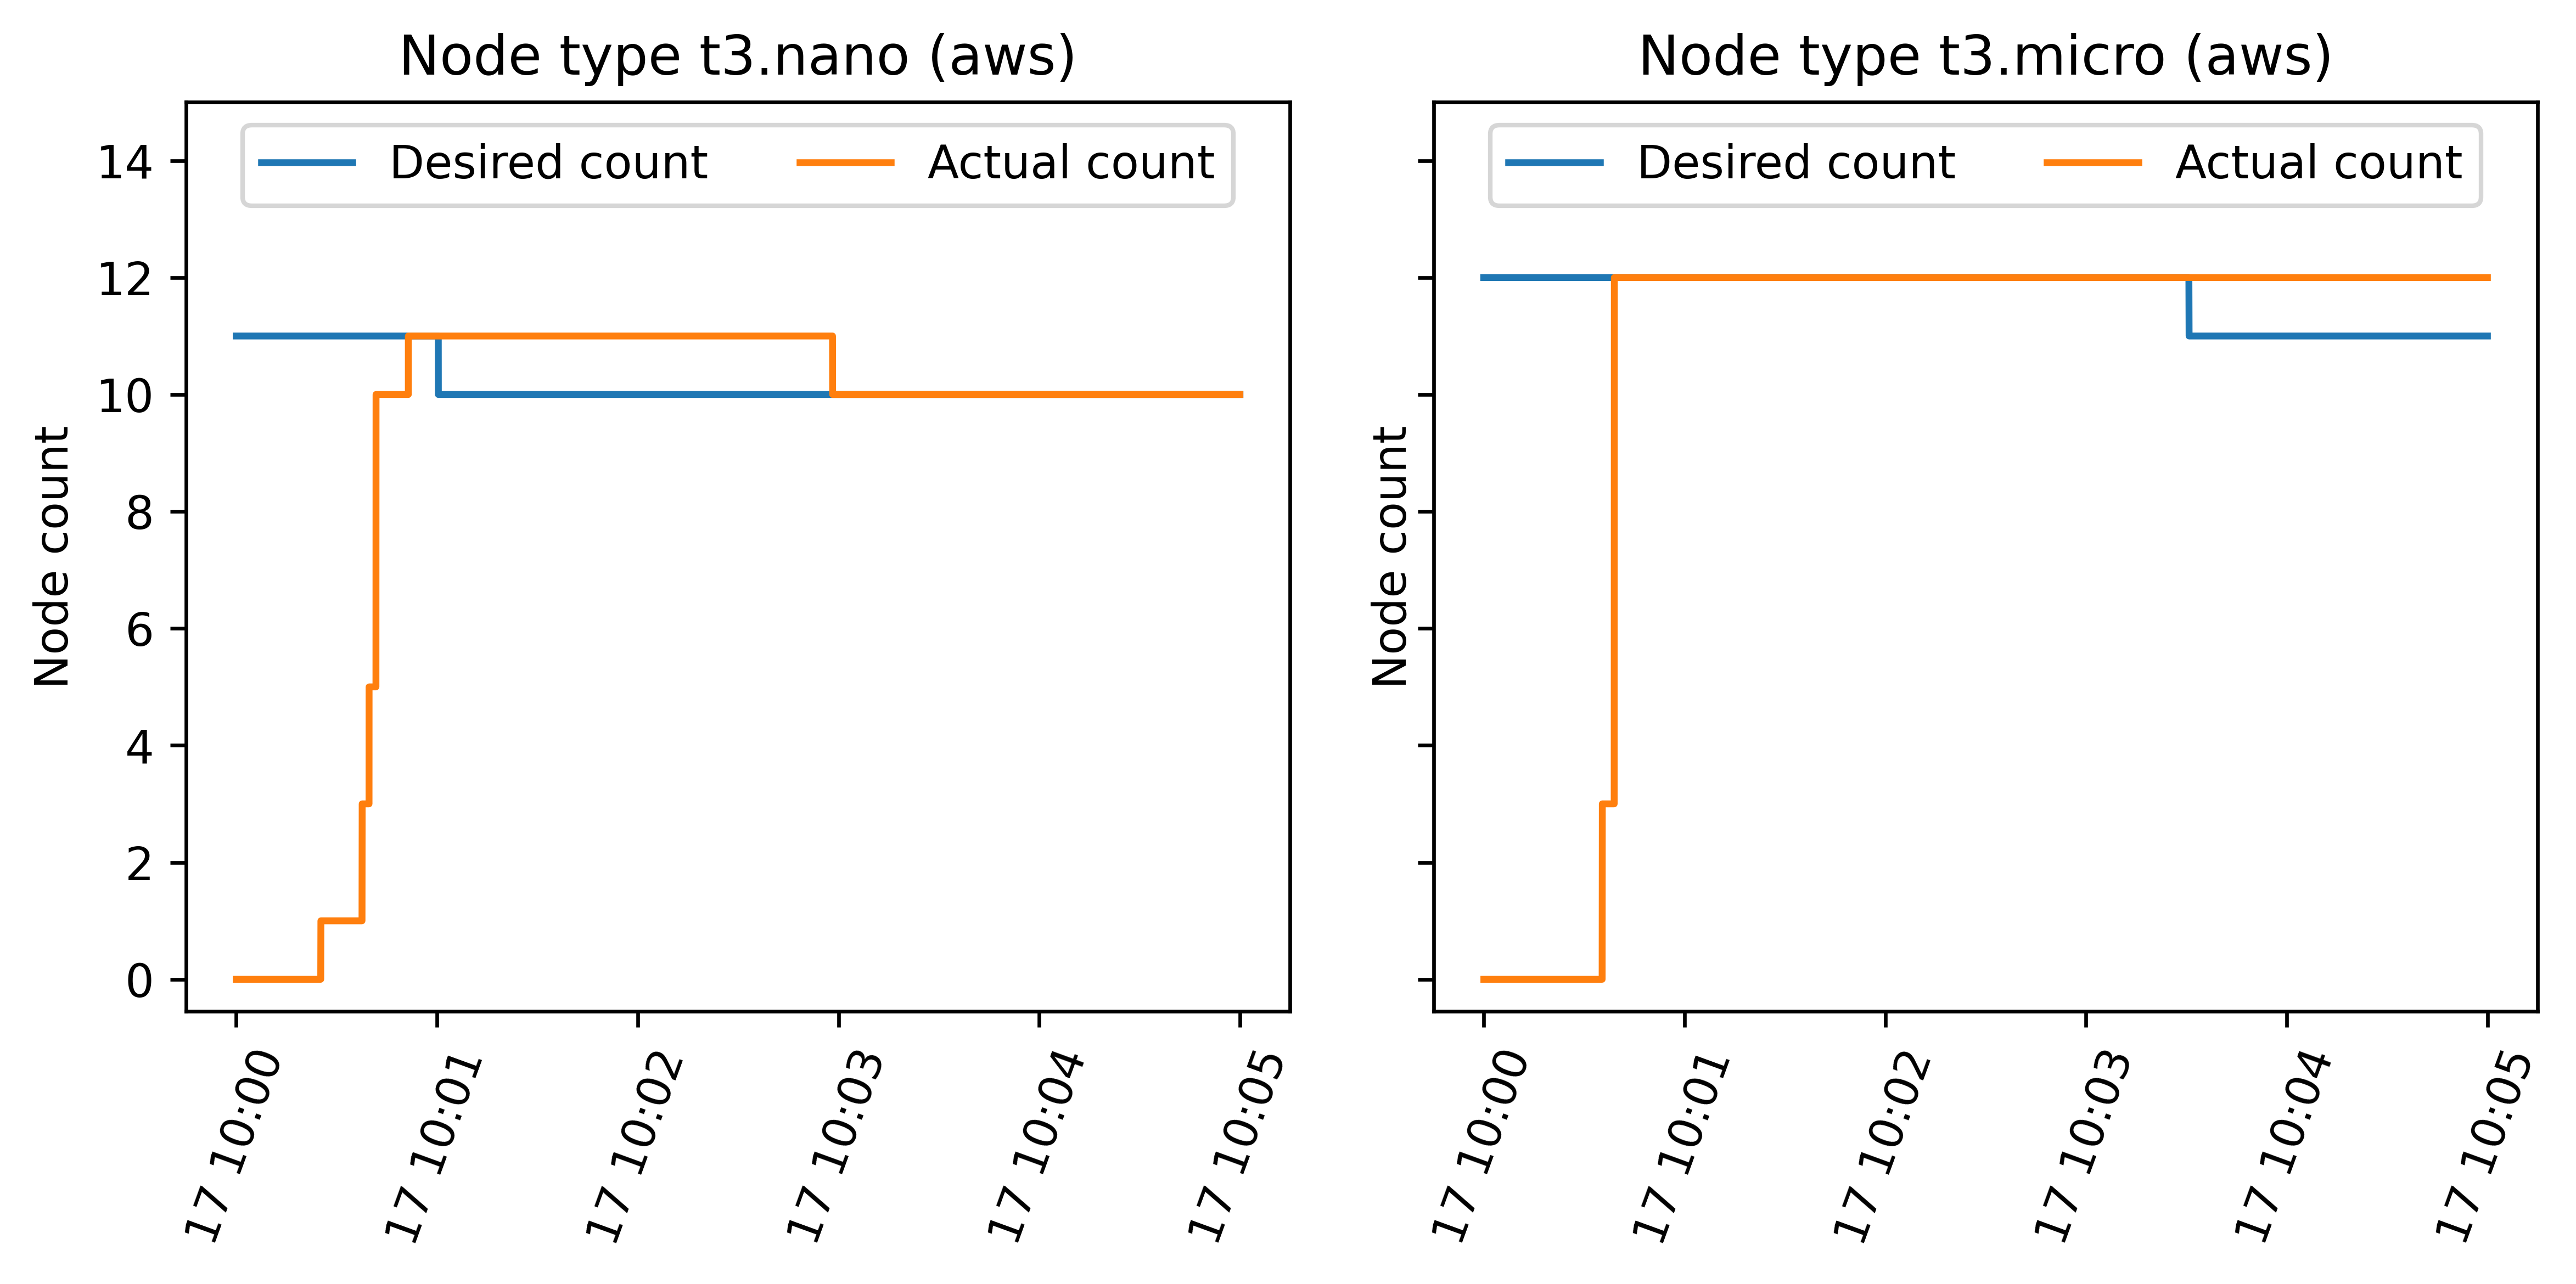 Node type t3.nano (aws)
Desired count
Actual count
14
12
10
8
6
4
2
0
Node count
17 10:00
17 10:01
17 10:02
17 10:03
17 10:04
17 10:05
Node type t3.micro (aws)
Desired count
Actual count
Node count
17 10:00
17 10:01
17 10:02
17 10:03
17 10:04
17 10:05